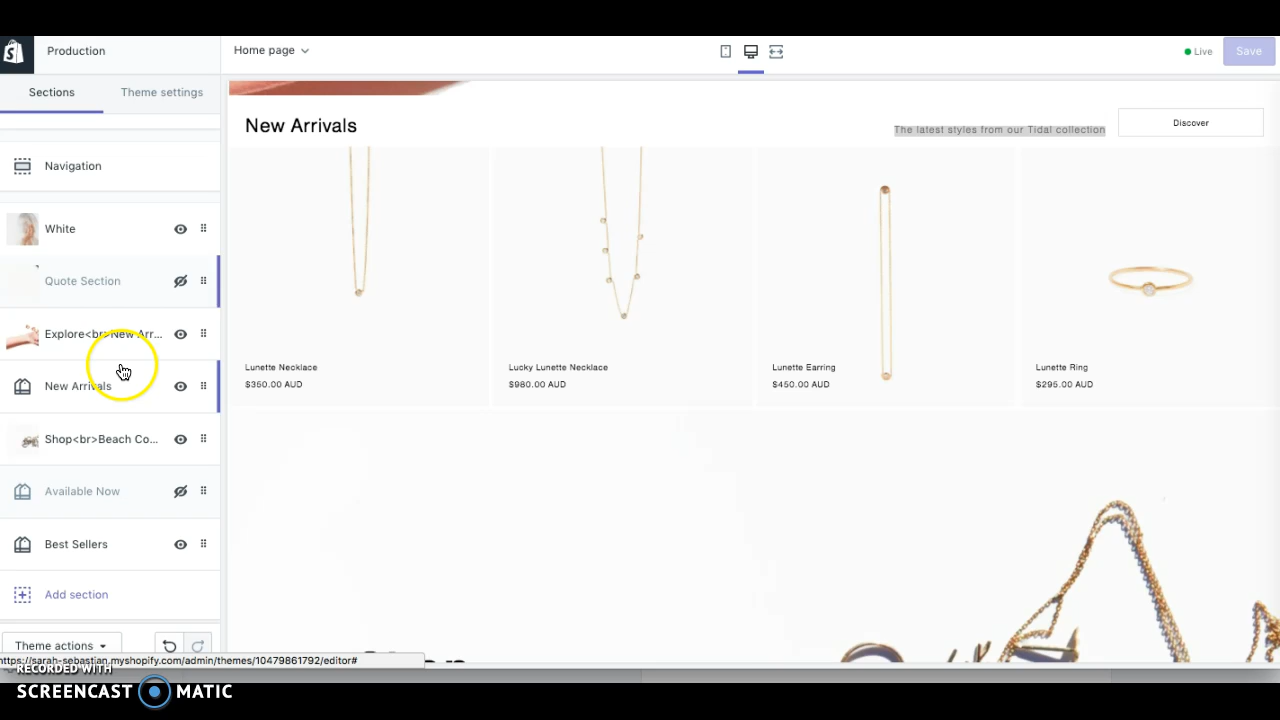 Production
Home page
Live
Save
Sections
Theme settings
Navigation
White
Quote Section
Explore<br>New Arr...
New Arrivals
Shop<br>Beach Co...
Available Now
Best Sellers
Add section
Theme actions
https://sarah-sebastian.myshopify.com/admin/themes/10479861792/editor#
New Arrivals
The latest styles from our Tidal collection
Discover
Lunette Necklace
$350.00 AUD
Lucky Lunette Necklace
$980.00 AUD
Lunette Earring
$450.00 AUD
Lunette Ring
$295.00 AUD
RECORDED WITH
SCREENCAST MATIC